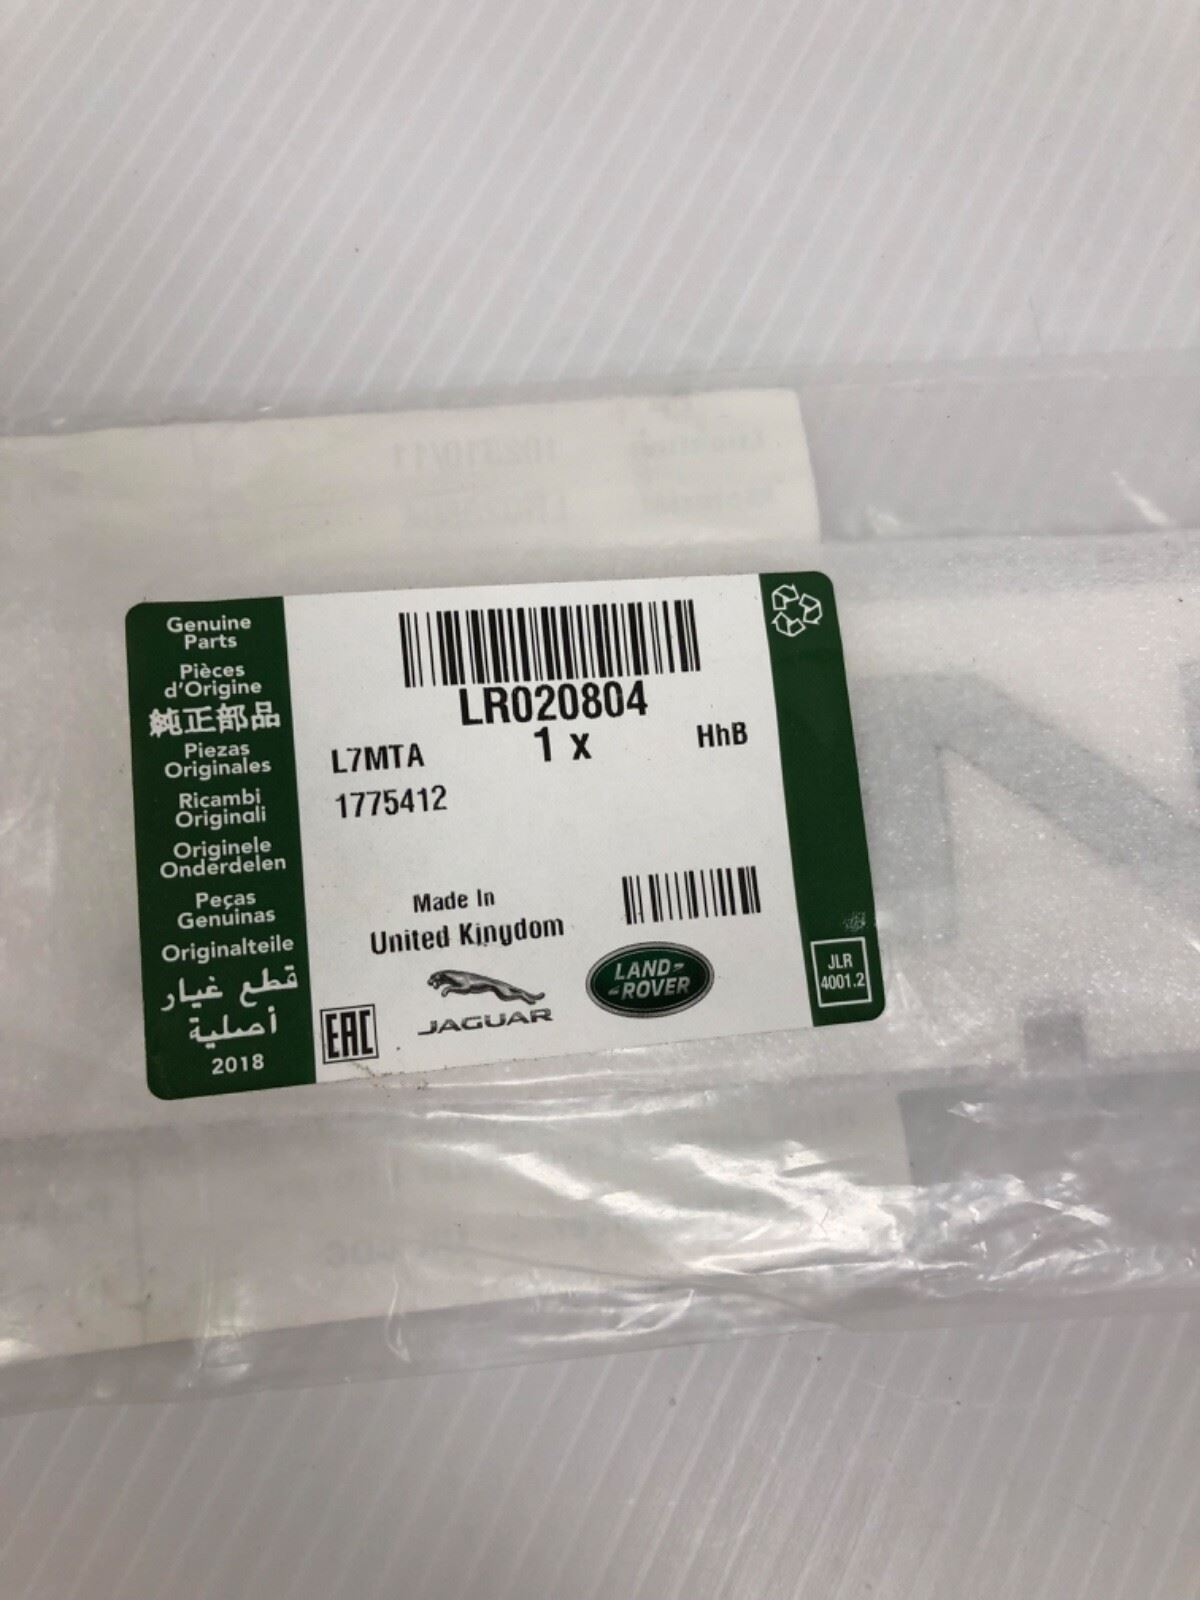 Genuine
Parts
Pièces
d'Origine
純正部品
Piezas
Originales
Ricambi
Originali
Originele
Onderdelen
Peças
Genuinas
Originalteile
قطع غيار
أصلية
2018
LR020804
1 x
L7MTA
HhB
1775412
Made In
United Kingdom
EAC
JAGUAR
LAND
ROVER
JLR
4001.2